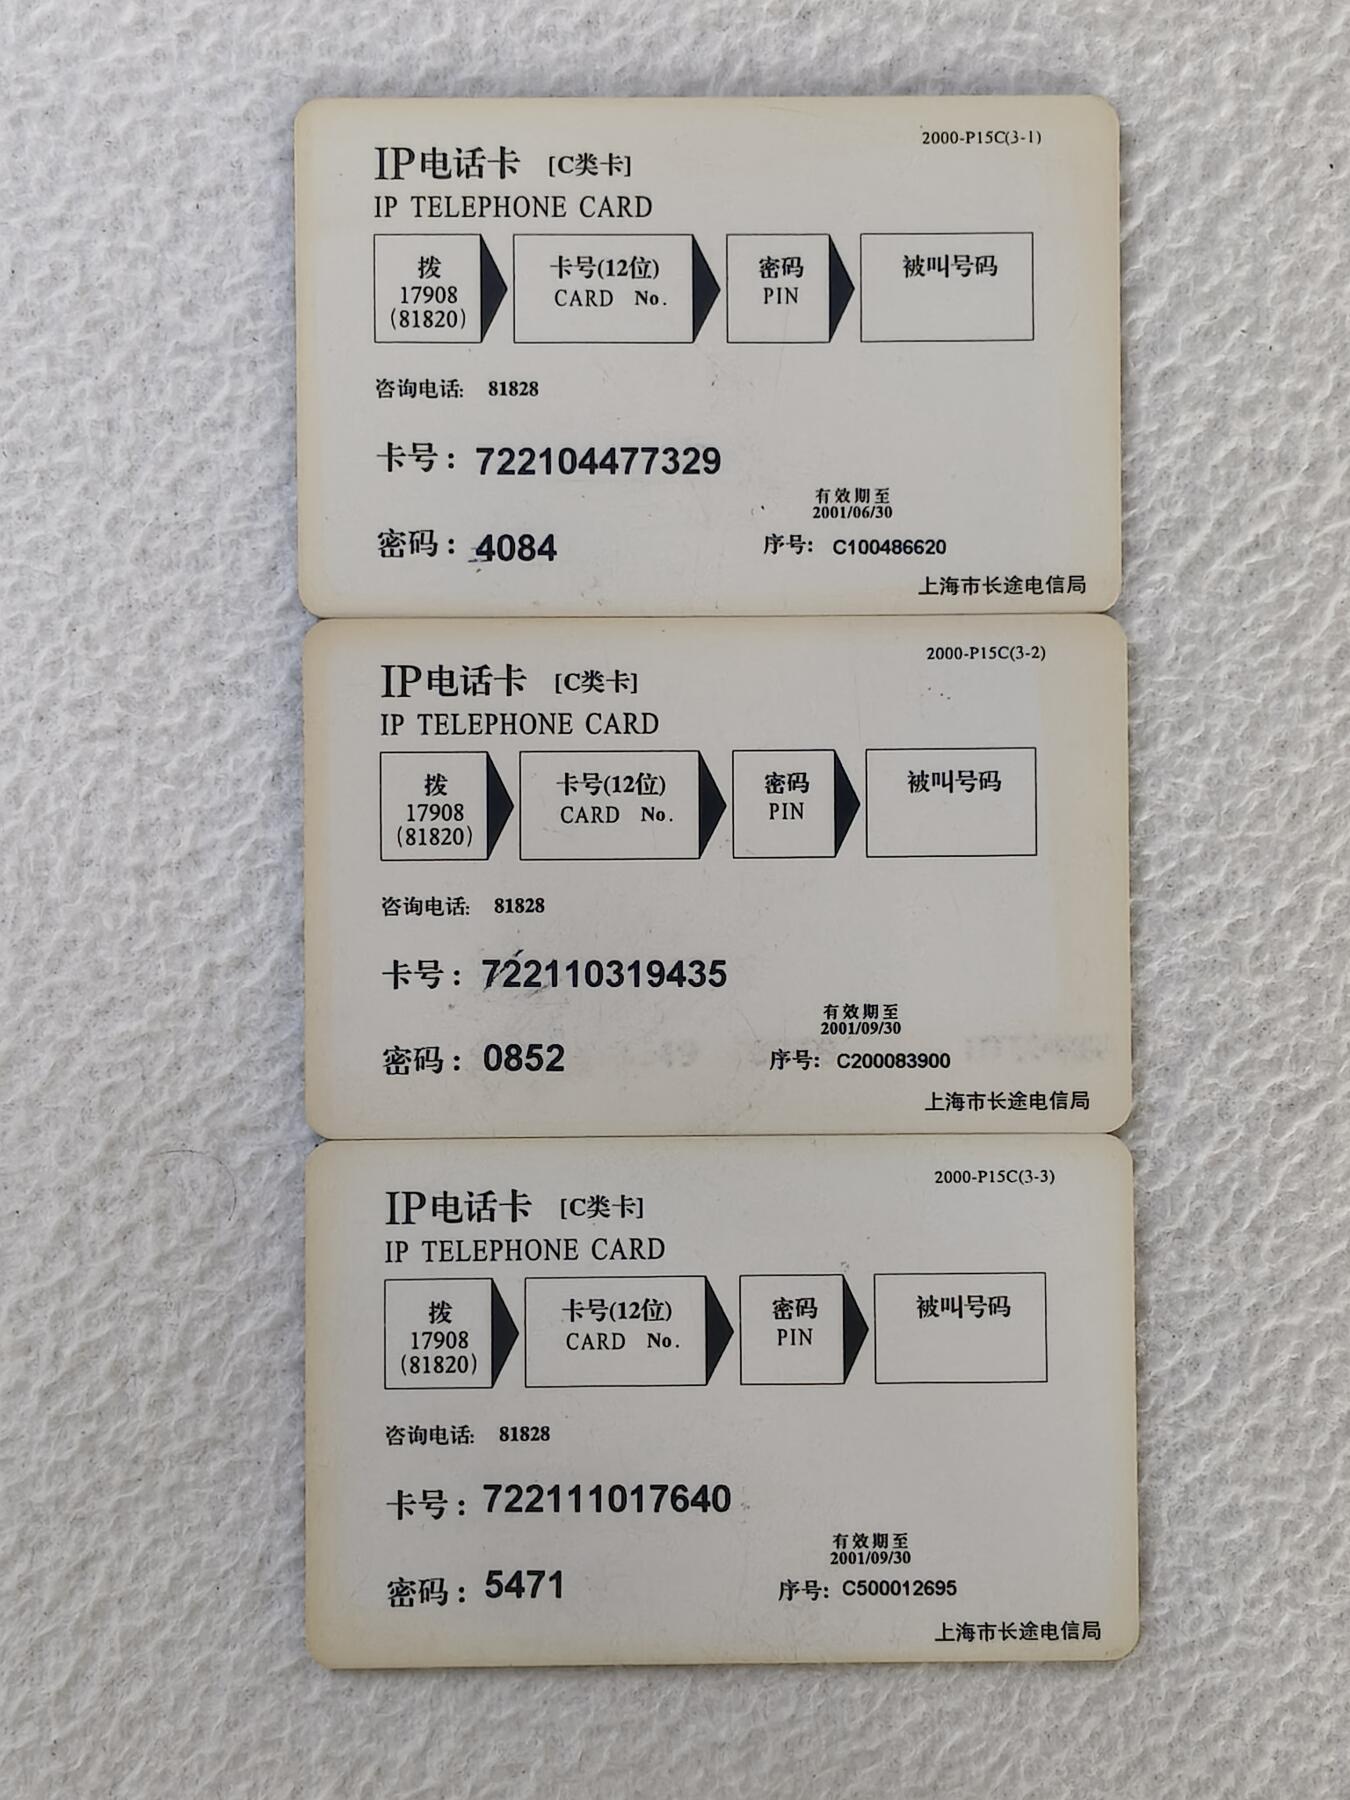 2000-P15C(3-1)
IP电话卡 [C类卡]
IP TELEPHONE CARD
拨 17908 (81820)
卡号(12位) CARD No.
密码 PIN
被叫号码
咨询电话: 81828
卡号: 722104477329
有效期至
2001/06/30
密码: 4084
序号: C100486620
上海市长途电信局
2000-P15C(3-2)
IP电话卡 [C类卡]
IP TELEPHONE CARD
拨 17908 (81820)
卡号(12位) CARD No.
密码 PIN
被叫号码
咨询电话: 81828
卡号: 722110319435
有效期至
2001/09/30
密码: 0852
序号: C200083900
上海市长途电信局
2000-P15C(3-3)
IP电话卡 [C类卡]
IP TELEPHONE CARD
拨 17908 (81820)
卡号(12位) CARD No.
密码 PIN
被叫号码
咨询电话: 81828
卡号: 722111017640
有效期至
2001/09/30
密码: 5471
序号: C500012695
上海市长途电信局